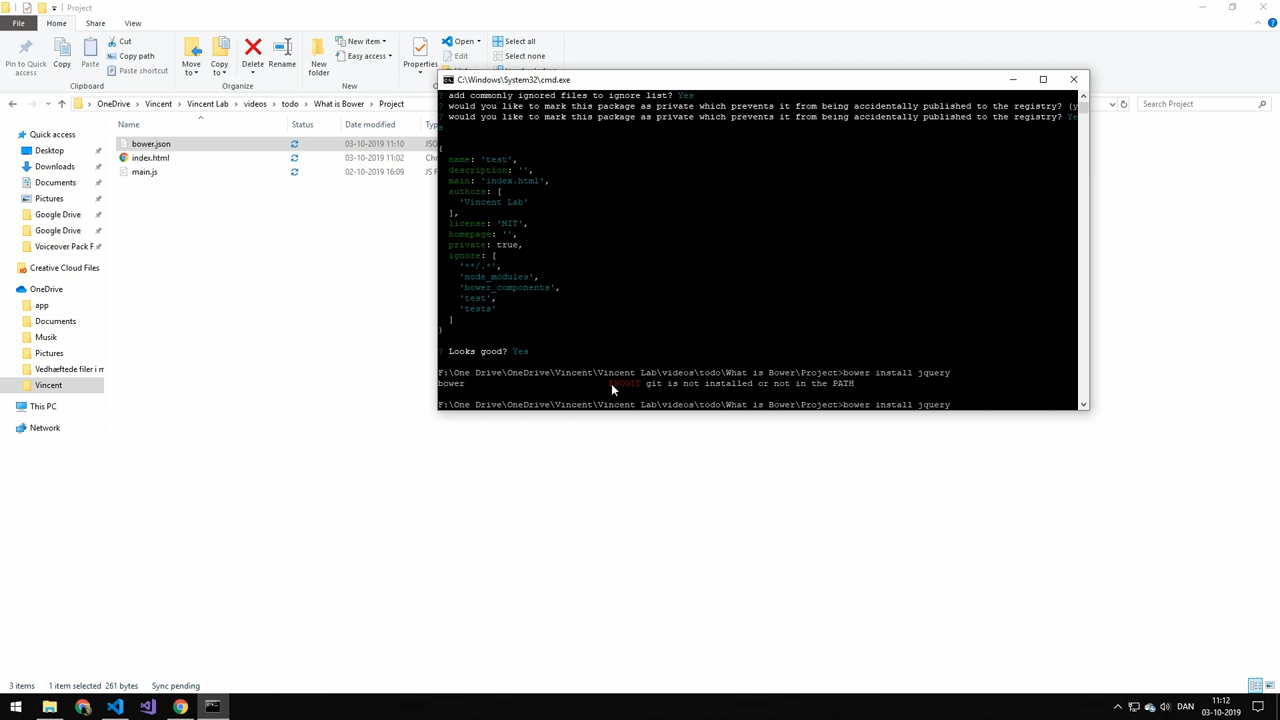 Project
File
Home
Share
View
Pin to Quick
access
Copy
Paste
Cut
Copy path
Paste shortcut
Clipboard
Move
to
Copy
to
Delete
Rename
Organize
New
folder
New item
Easy access
New
Properties
Open
Edit
Select all
Select none
OneDrive
Vincent
Vincent Lab
videos
todo
What is Bower
Project
Search Project
Name
Status
Date modified
bower.json
03-10-2019 11:10
index.html
03-10-2019 11:02
main.js
02-10-2019 16:09
Quick access
Desktop
Downloads
Documents
Pictures
Google Drive
Google Drive
Voiceover Pack F
Creative Cloud Files
OneDrive
app
Documents
Musik
Pictures
Vedhæftede filer i m
Vincent
This PC
Network
C:\Windows\System32\cmd.exe
? add commonly ignored files to ignore list? Yes
? would you like to mark this package as private which prevents it from being accidentally published to the registry? (y
? would you like to mark this package as private which prevents it from being accidentally published to the registry? Ye
s
{
name: 'test',
description: '',
main: 'index.html',
authors: [
'Vincent Lab'
],
license: 'MIT',
homepage: '',
private: true,
ignore: [
'**/.*',
'node_modules',
'bower_components',
'test',
'tests'
]
}
? Looks good? Yes
F:\One Drive\OneDrive\Vincent\Vincent Lab\videos\todo\What is Bower\Project>bower install jquery
bower ENOGIT git is not installed or not in the PATH
F:\One Drive\OneDrive\Vincent\Vincent Lab\videos\todo\What is Bower\Project>bower install jquery
3 items
1 item selected 261 bytes
Sync pending
DAN
11:12
03-10-2019